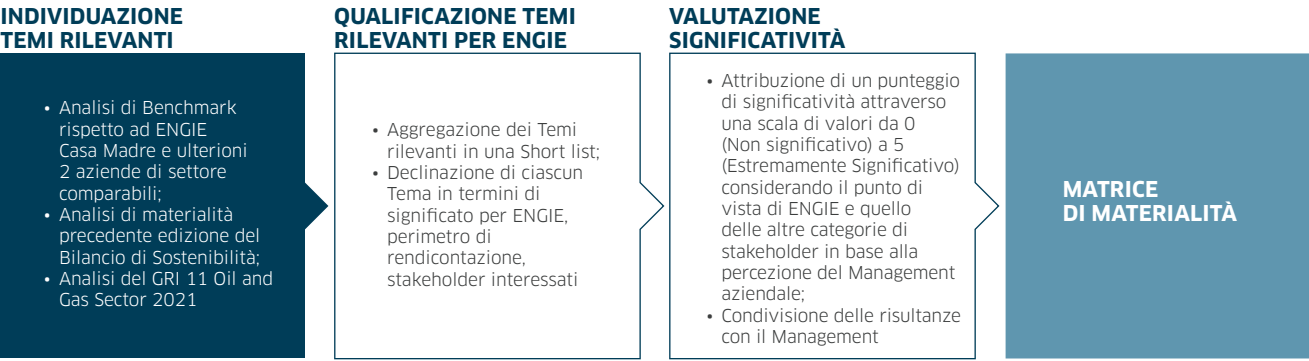 INDIVIDUAZIONE
TEMI RILEVANTI
• Analisi di Benchmark
rispetto ad ENGIE
Casa Madre e ulterioni
2 aziende di settore
comparabili;
• Analisi di materialità
precedente edizione del
Bilancio di Sostenibilità;
• Analisi del GRI 11 Oil and
Gas Sector 2021
QUALIFICAZIONE TEMI
RILEVANTI PER ENGIE
• Aggregazione dei Temi
rilevanti in una Short list;
• Declinazione di ciascun
Tema in termini di
significato per ENGIE,
perimetro di
rendicontazione,
stakeholder interessati
VALUTAZIONE
SIGNIFICATIVITÀ
• Attribuzione di un punteggio
di significatività attraverso
una scala di valori da 0
(Non significativo) a 5
(Estremamente Significativo)
considerando il punto di
vista di ENGIE e quello
delle altre categorie di
stakeholder in base alla
percezione del Management
aziendale;
• Condivisione delle risultanze
con il Management
MATRICE
DI MATERIALITÀ